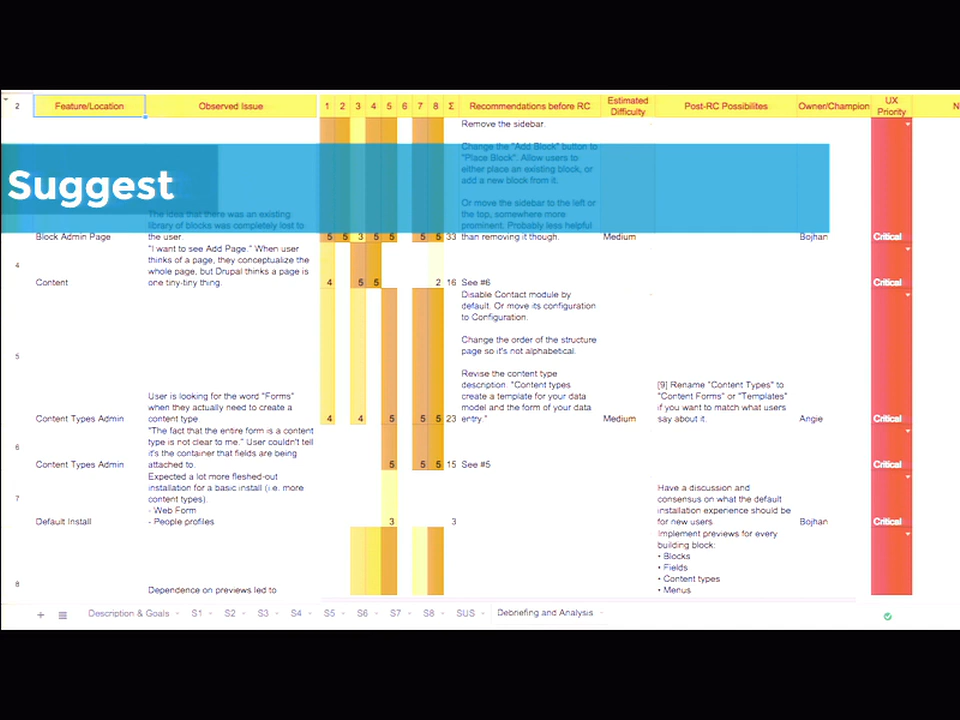 2 Feature/Location Observed Issue 1 2 3 4 5 6 7 8 Σ Recommendations before RC Estimated Difficulty Post-RC Possibilites Owner/Champion UX Priority N
Suggest
Remove the sidebar.
Change the "Add Block" button to
"Place Block". Allow users to
either place an existing block, or
add a new block from it.
Or move the sidebar to the left or
the top, somewhere more
prominent. Probably less helpful
than removing it though.
The idea that there was an existing
library of blocks was completely lost to
the user.
Block Admin Page 5 5 3 5 5 5 5 33 Medium Bojhan Critical
4
"I want to see Add Page." When user
thinks of a page, they conceptualize the
whole page, but Drupal thinks a page is
one tiny-tiny thing.
Content 4 5 5 2 16 See #6 Critical
5
User is looking for the word "Forms"
when they actually need to create a
content type.
Content Types Admin 4 4 5 5 5 23
Disable Contact module by
default. Or move its configuration
to Configuration.
Change the order of the structure
page so it's not alphabetical.
Revise the content type
description. "Content types
create a template for your data
model and the form of your data
entry."
Medium
[9] Rename "Content Types" to
"Content Forms" or "Templates"
if you want to match what users
say about it.
Angie Critical
6
"The fact that the entire form is a content
type is not clear to me." User couldn't tell
it's the container that fields are being
attached to.
Content Types Admin 5 5 5 15 See #5 Critical
7
Expected a lot more fleshed-out
installation for a basic install (i.e. more
content types).
- Web Form
- People profiles
Default Install 3 3
Have a discussion and
consensus on what the default
installation experience should be
for new users.
Bojhan Critical
8
Dependence on previews led to
Implement previews for every
building block:
• Blocks
• Fields
• Content types
• Menus
+ Description & Goals S1 S2 S3 S4 S5 S6 S7 S8 SUS Debriefing and Analysis